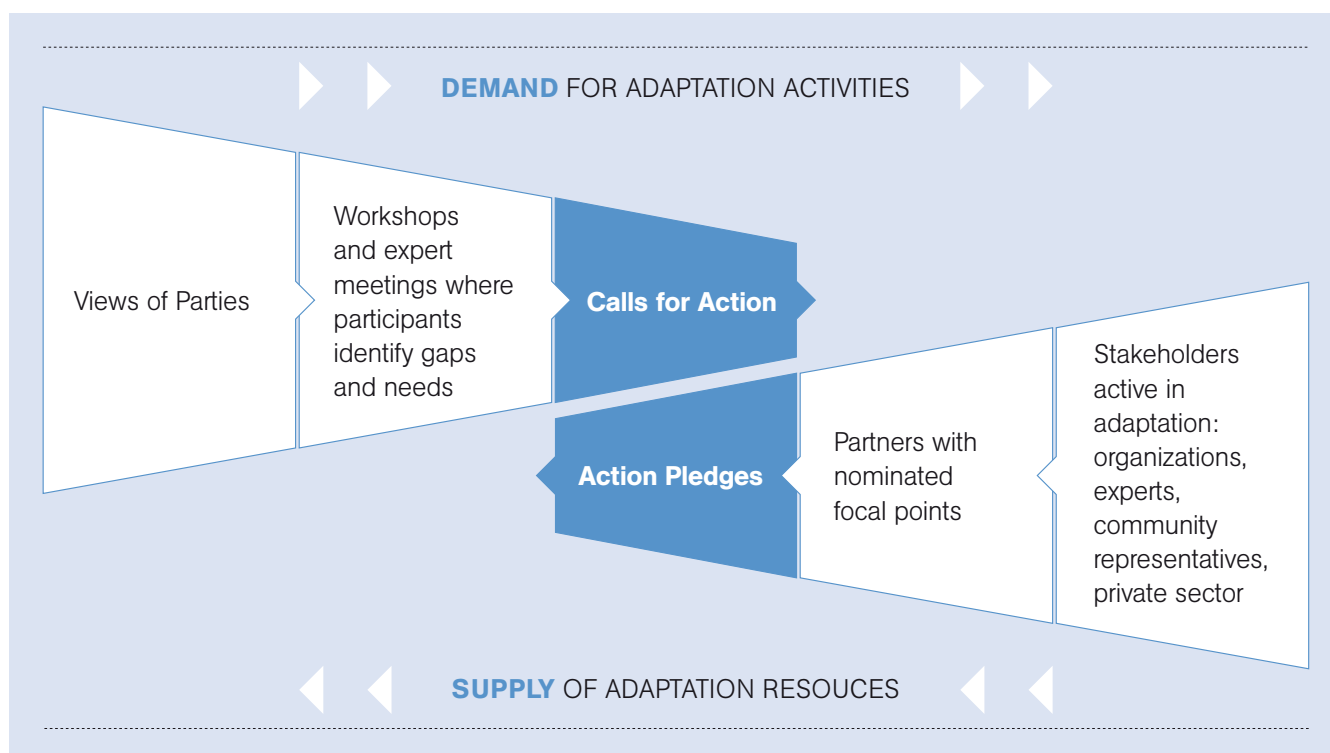 DEMAND FOR ADAPTATION ACTIVITIES
Views of Parties
Workshops
and expert
meetings where
participants
identify gaps
and needs
Calls for Action
Action Pledges
Partners with
nominated
focal points
Stakeholders
active in
adaptation:
organizations,
experts,
community
representatives,
private sector
SUPPLY OF ADAPTATION RESOUCES